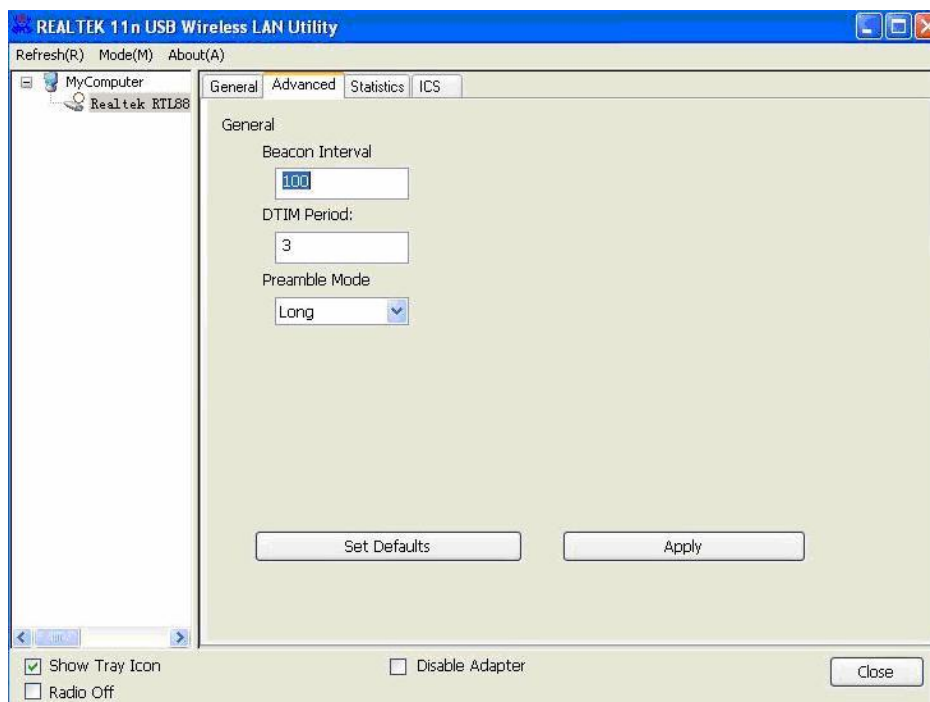 REALTEK 11n USB Wireless LAN Utility
Refresh(R) Mode(M) About(A)
MyComputer
Realtek RTL88
General Advanced Statistics ICS
General
Beacon Interval
100
DTIM Period:
3
Preamble Mode
Long
Set Defaults Apply
Show Tray Icon Disable Adapter Close
Radio Off